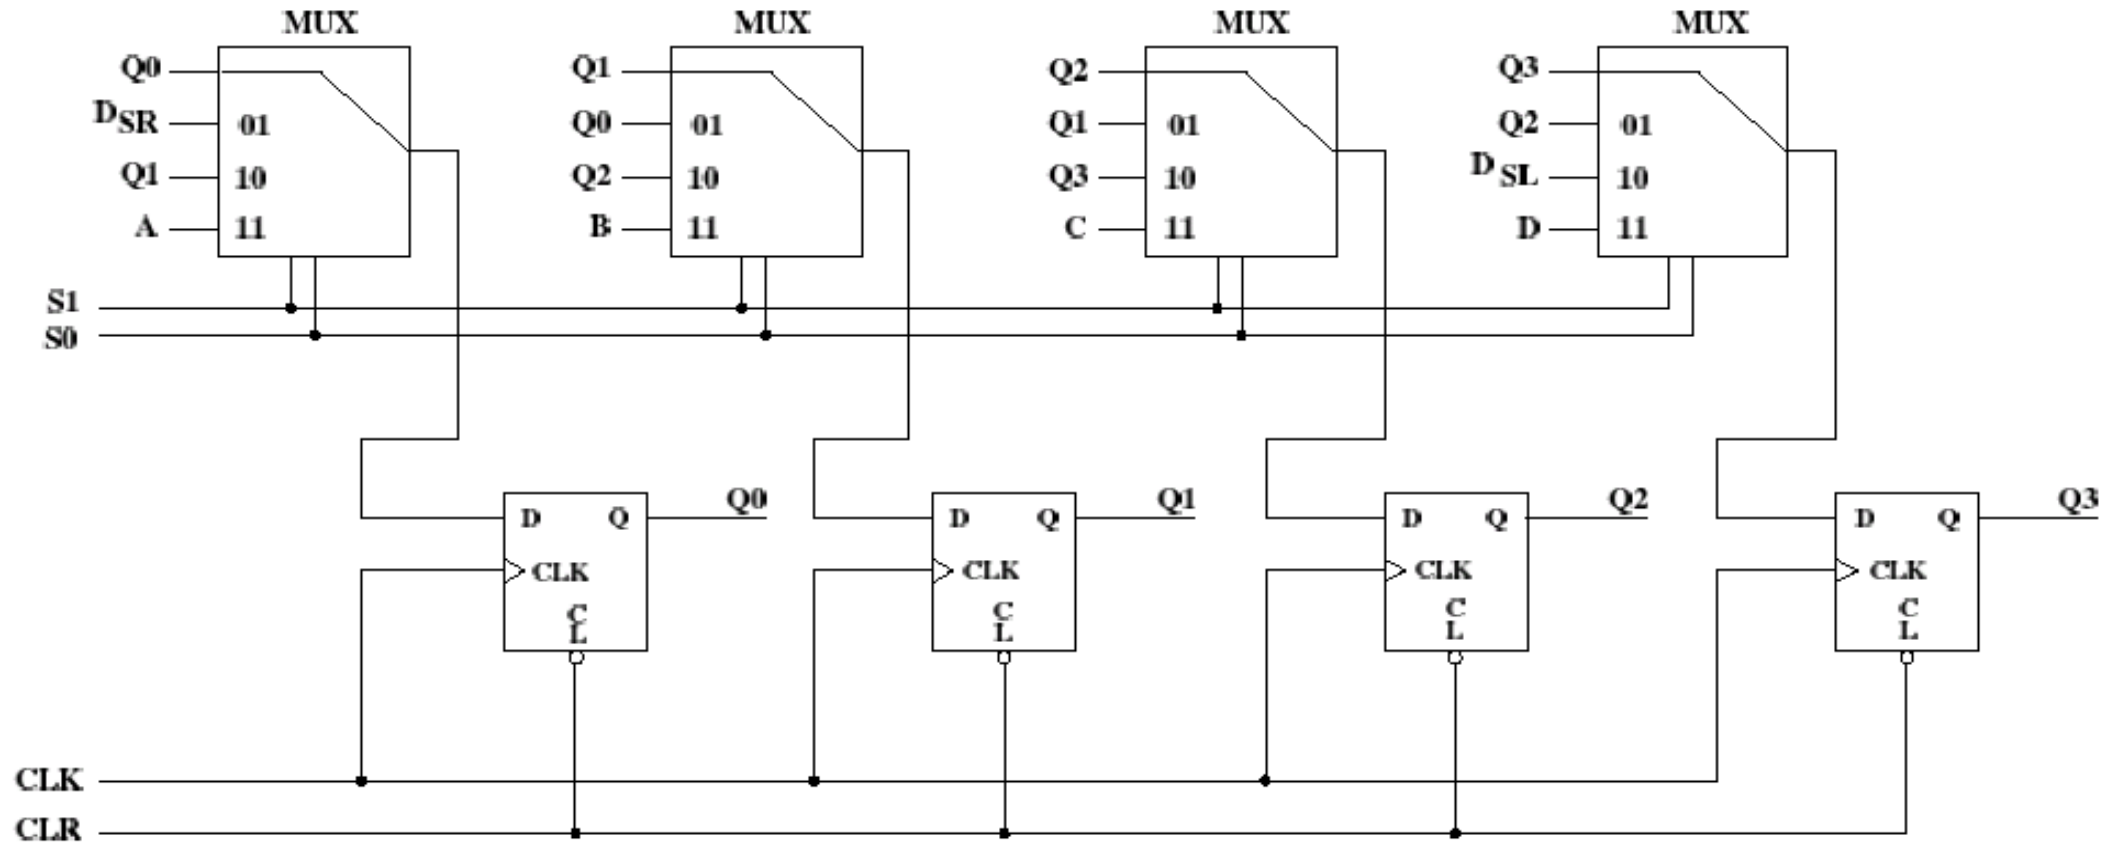 MUX MUX MUX MUX
Q0 Q1 Q2 Q3
DSR 01 Q0 01 Q1 01 Q2 01
Q1 10 Q2 10 Q3 10 DSL 10
A 11 B 11 C 11 D 11
S1
S0
Q0 Q1 Q2 Q3
D Q D Q D Q D Q
CLK CLK CLK CLK
C C C C
L L L L
CLK
CLR